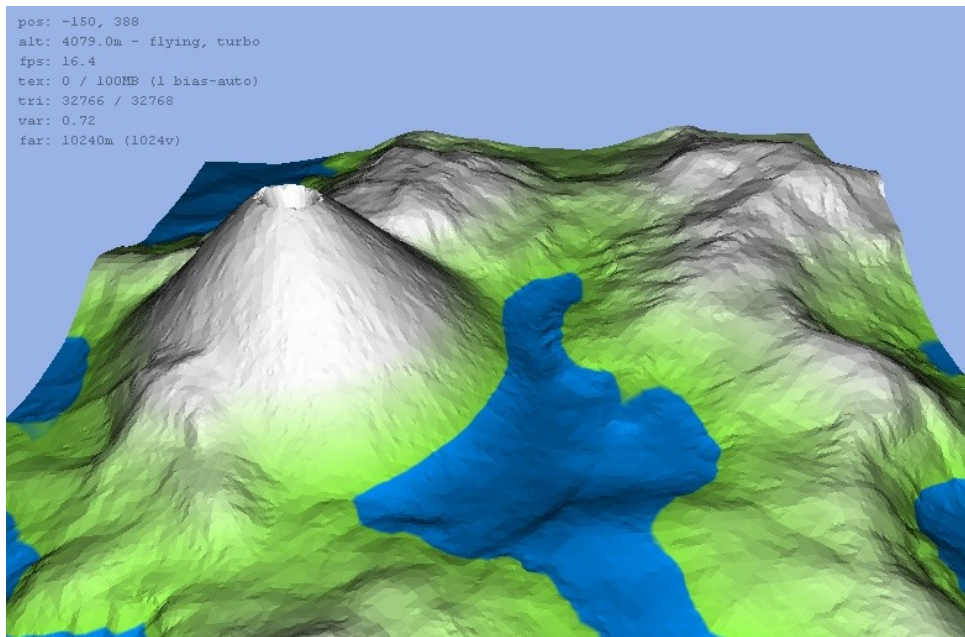 pos: -150, 388
alt: 4079.0m - flying, turbo
fps: 16.4
tex: 0 / 100MB (1 bias-auto)
tri: 32766 / 32768
var: 0.72
far: 10240m (1024v)